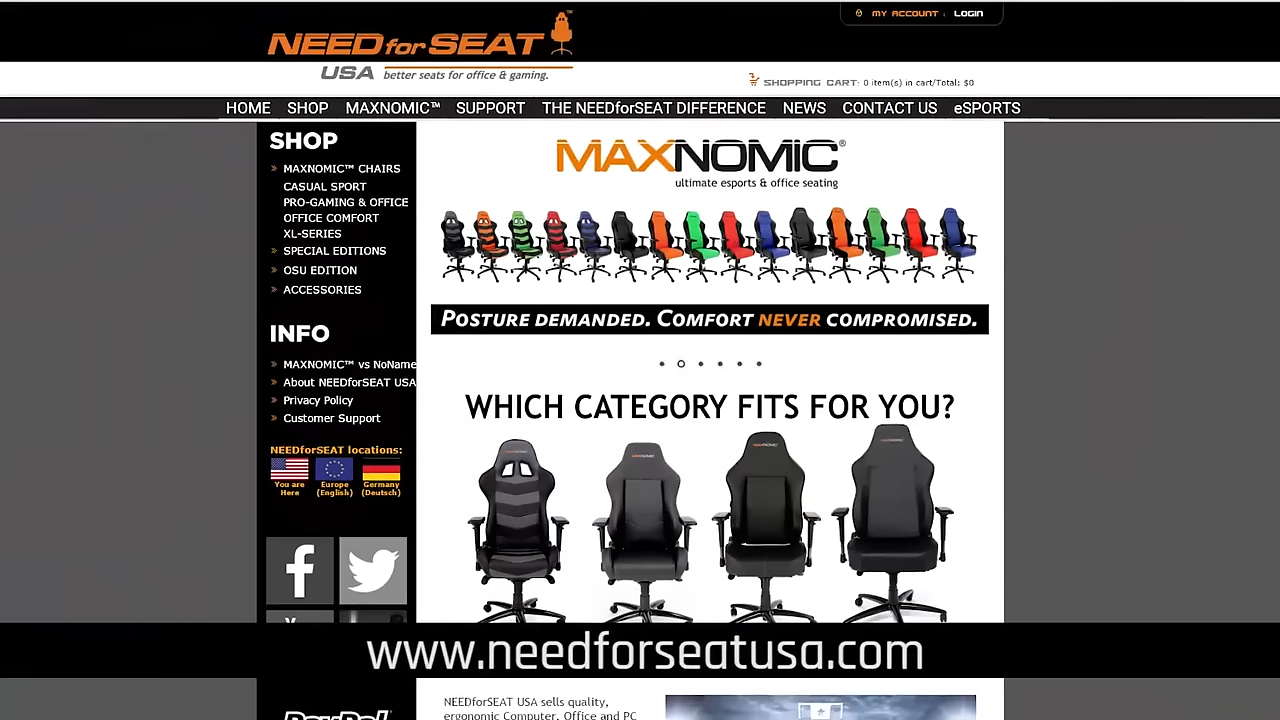 MY ACCOUNT : LOGIN
NEED for SEAT™
USA better seats for office & gaming.
SHOPPING CART: 0 item(s) in cart/Total: $0
HOME SHOP MAXNOMIC™ SUPPORT THE NEEDforSEAT DIFFERENCE NEWS CONTACT US eSPORTS
SHOP
» MAXNOMIC™ CHAIRS
CASUAL SPORT
PRO-GAMING & OFFICE
OFFICE COMFORT
XL-SERIES
» SPECIAL EDITIONS
» OSU EDITION
» ACCESSORIES
INFO
» MAXNOMIC™ vs NoName
» About NEEDforSEAT USA
» Privacy Policy
» Customer Support
NEEDforSEAT locations:
You are Here
Europe (English)
Germany (Deutsch)
MAXNOMIC®
ultimate esports & office seating
POSTURE DEMANDED. COMFORT NEVER COMPROMISED.
WHICH CATEGORY FITS FOR YOU?
MAXNOMIC
MAXNOMIC
www.needforseatusa.com
PayPal
NEEDforSEAT USA sells quality,
ergonomic Computer, Office and PC